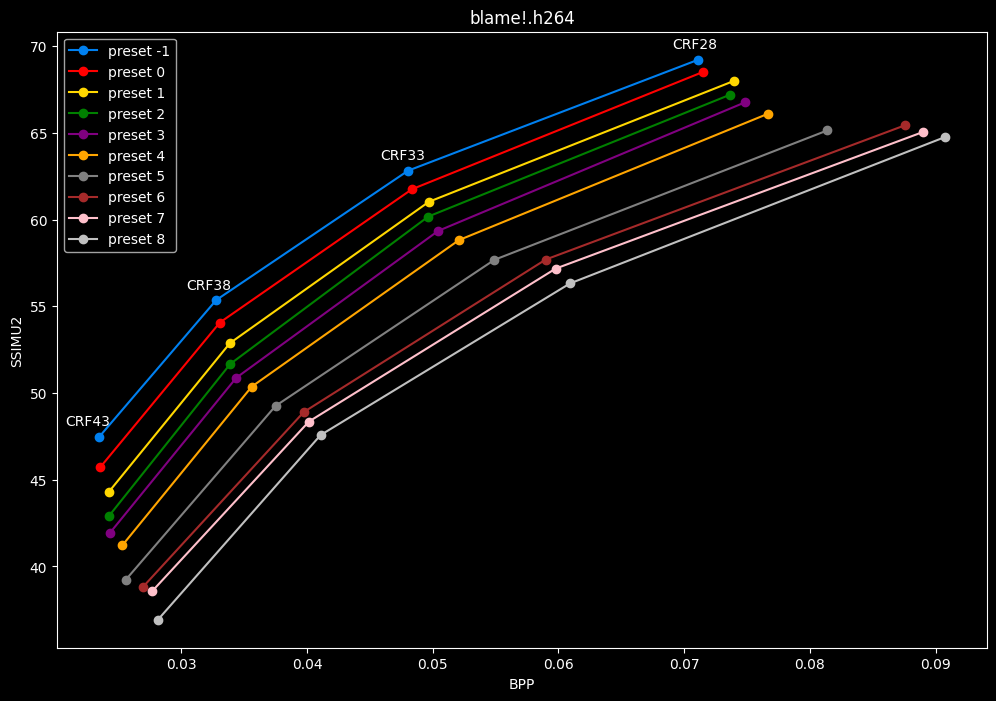 blame!.h264
preset -1
preset 0
preset 1
preset 2
preset 3
preset 4
preset 5
preset 6
preset 7
preset 8
CRF28
CRF33
CRF38
CRF43
SSIMU2
70
65
60
55
50
45
40
0.03 0.04 0.05 0.06 0.07 0.08 0.09
BPP